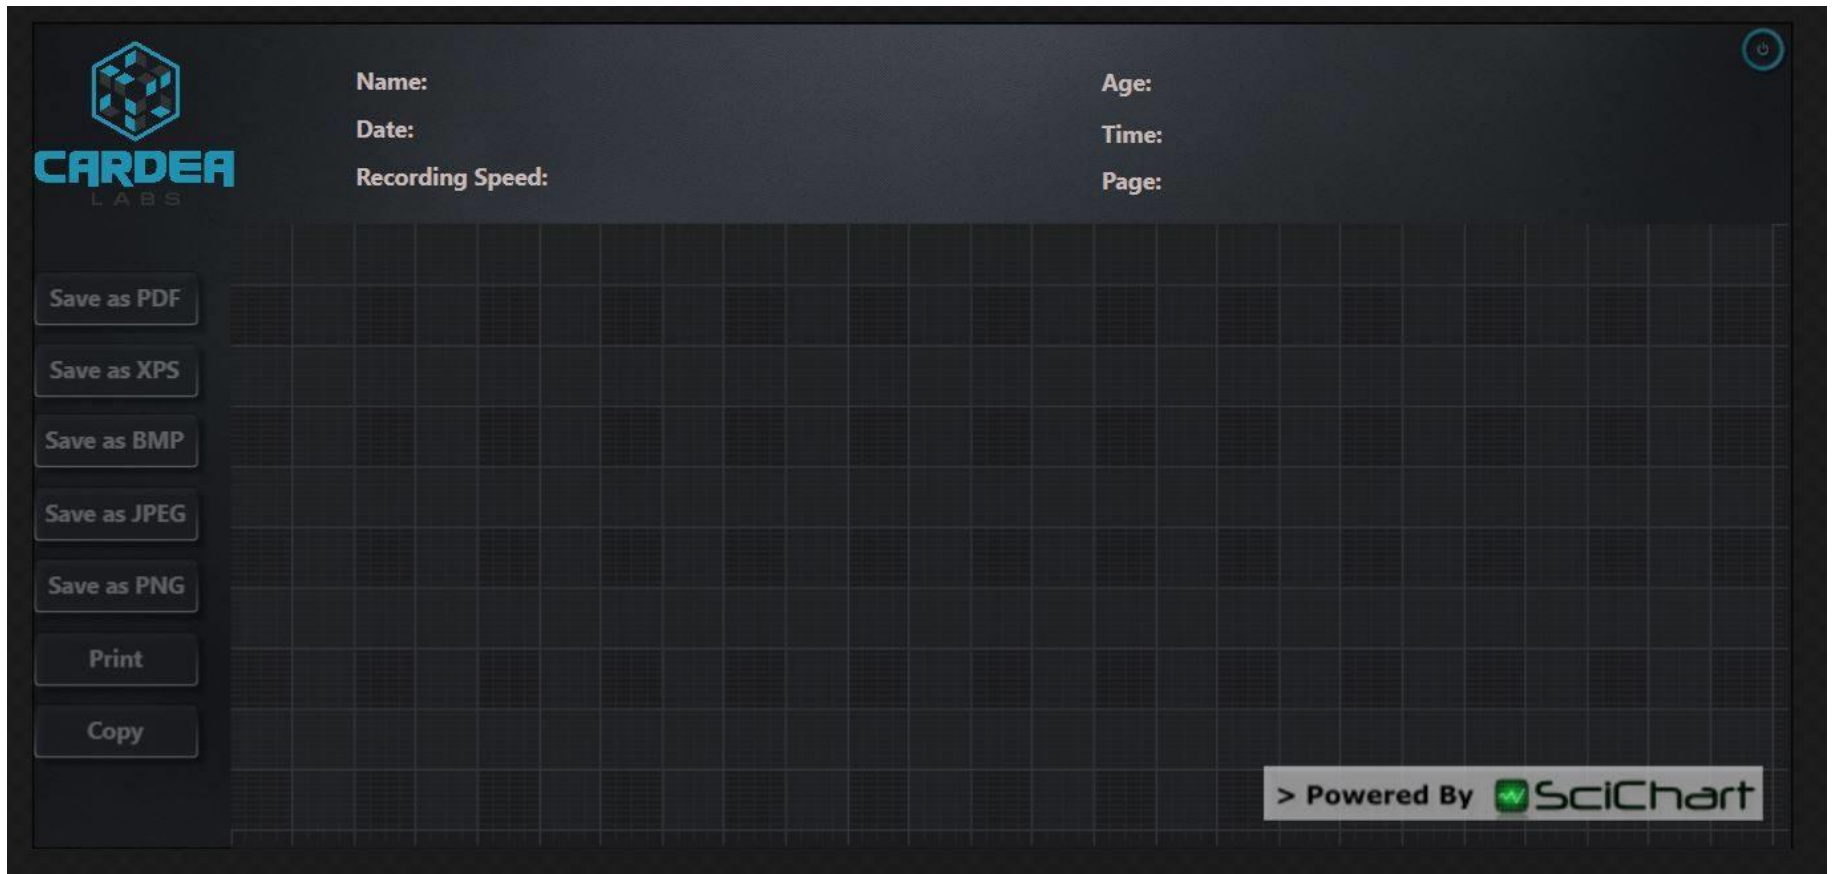 CARDEA
LABS
Name:
Age:
Date:
Time:
Recording Speed:
Page:
Save as PDF
Save as XPS
Save as BMP
Save as JPEG
Save as PNG
Print
Copy
> Powered By SciChart